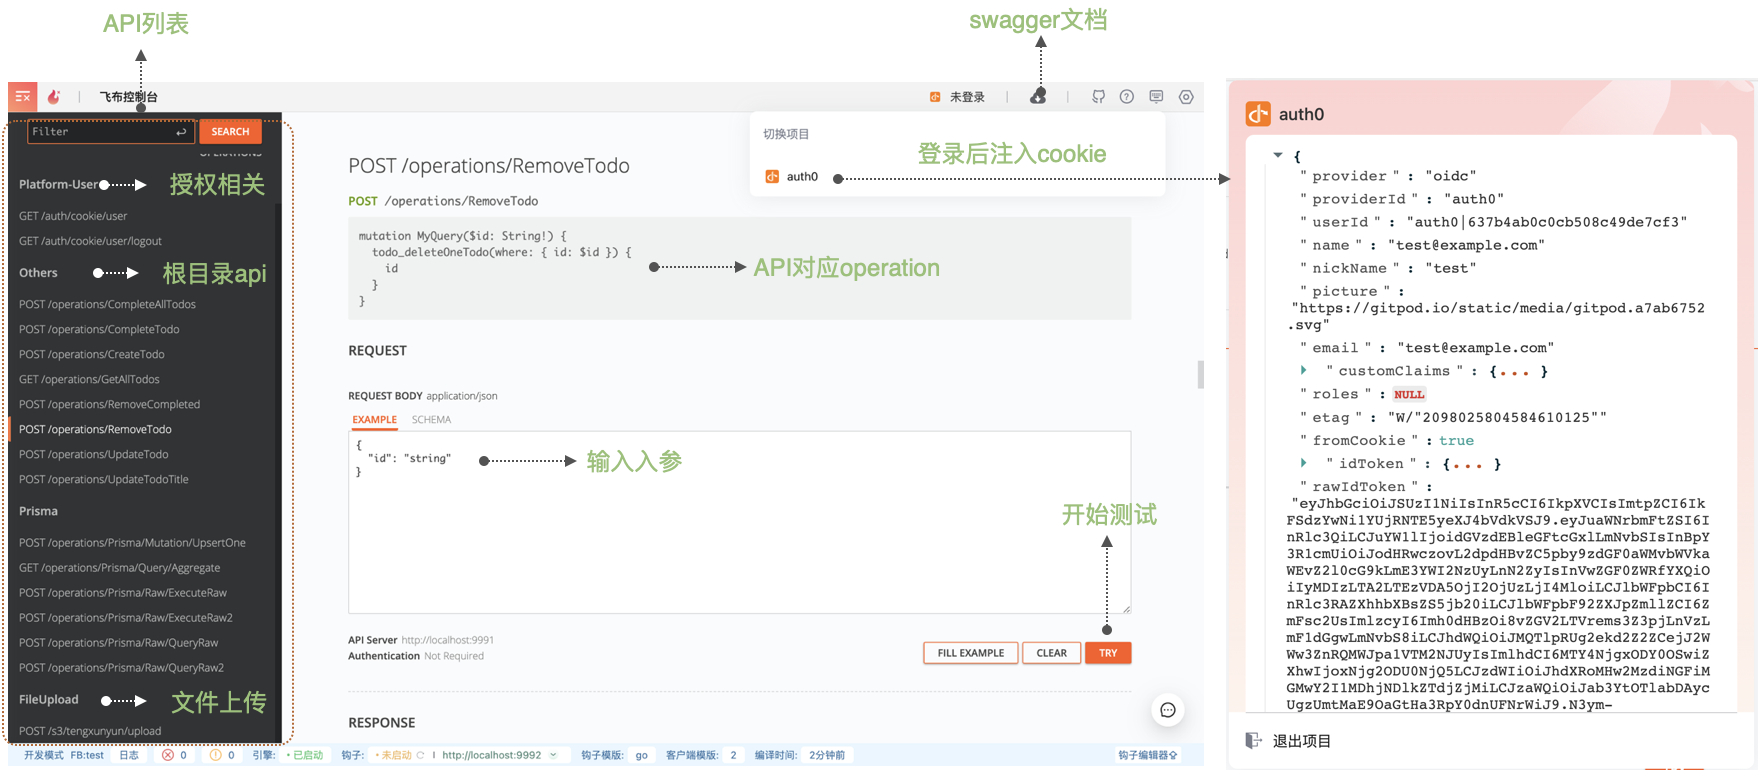 API列表
swagger文档
飞布控制台
未登录
Filter
SEARCH
OPERATIONS
Platform-User
授权相关
GET /auth/cookie/user
GET /auth/cookie/user/logout
Others
根目录api
POST /operations/CompleteAllTodos
POST /operations/CompleteTodo
POST /operations/CreateTodo
GET /operations/GetAllTodos
POST /operations/RemoveCompleted
POST /operations/RemoveTodo
POST /operations/UpdateTodo
POST /operations/UpdateTodoTitle
Prisma
POST /operations/Prisma/Mutation/UpsertOne
GET /operations/Prisma/Query/Aggregate
POST /operations/Prisma/Raw/ExecuteRaw
POST /operations/Prisma/Raw/ExecuteRaw2
POST /operations/Prisma/Raw/QueryRaw
POST /operations/Prisma/Raw/QueryRaw2
FileUpload
文件上传
POST /s3/tengxunyun/upload
切换项目
登录后注入cookie
auth0
POST /operations/RemoveTodo
POST /operations/RemoveTodo
mutation MyQuery($id: String!) {
todo_deleteOneTodo(where: { id: $id }) {
id
}
}
API对应operation
REQUEST
REQUEST BODY application/json
EXAMPLE SCHEMA
{
"id": "string"
}
输入入参
开始测试
API Server http://localhost:9991
Authentication Not Required
FILL EXAMPLE
CLEAR
TRY
RESPONSE
开发模式 FB:test 日志 0 0 引擎: •已启动 钩子: •未启动 | http://localhost:9992 钩子模版: go 客户端模版: 2 编译时间: 2分钟前 钩子编辑器
auth0
{
"provider" : "oidc"
"providerId" : "auth0"
"userId" : "auth0|637b4ab0c0cb508c49de7cf3"
"name" : "test@example.com"
"nickName" : "test"
"picture" :
"https://gitpod.io/static/media/gitpod.a7ab6752
.svg"
"email" : "test@example.com"
"customClaims" : {... }
"roles" : NULL
"etag" : "W/"2098025804584610125""
"fromCookie" : true
"idToken" : {... }
"rawIdToken" :
退出项目